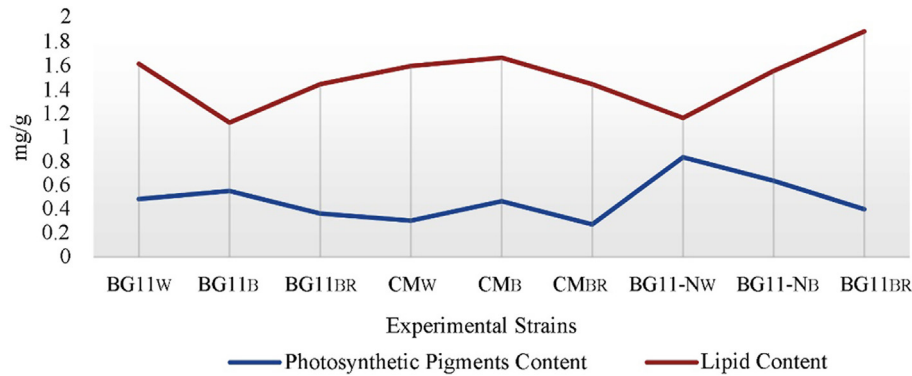 2
1.8
1.6
1.4
1.2
1
0.8
0.6
0.4
0.2
0
mg/g
BG11W BG11B BG11BR CMW CMB CMBR BG11-NW BG11-NB BG11BR
Experimental Strains
Photosynthetic Pigments Content Lipid Content